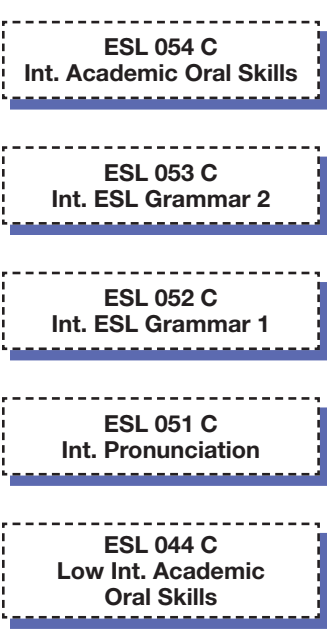 ESL 054 C
Int. Academic Oral Skills
ESL 053 C
Int. ESL Grammar 2
ESL 052 C
Int. ESL Grammar 1
ESL 051 C
Int. Pronunciation
ESL 044 C
Low Int. Academic
Oral Skills